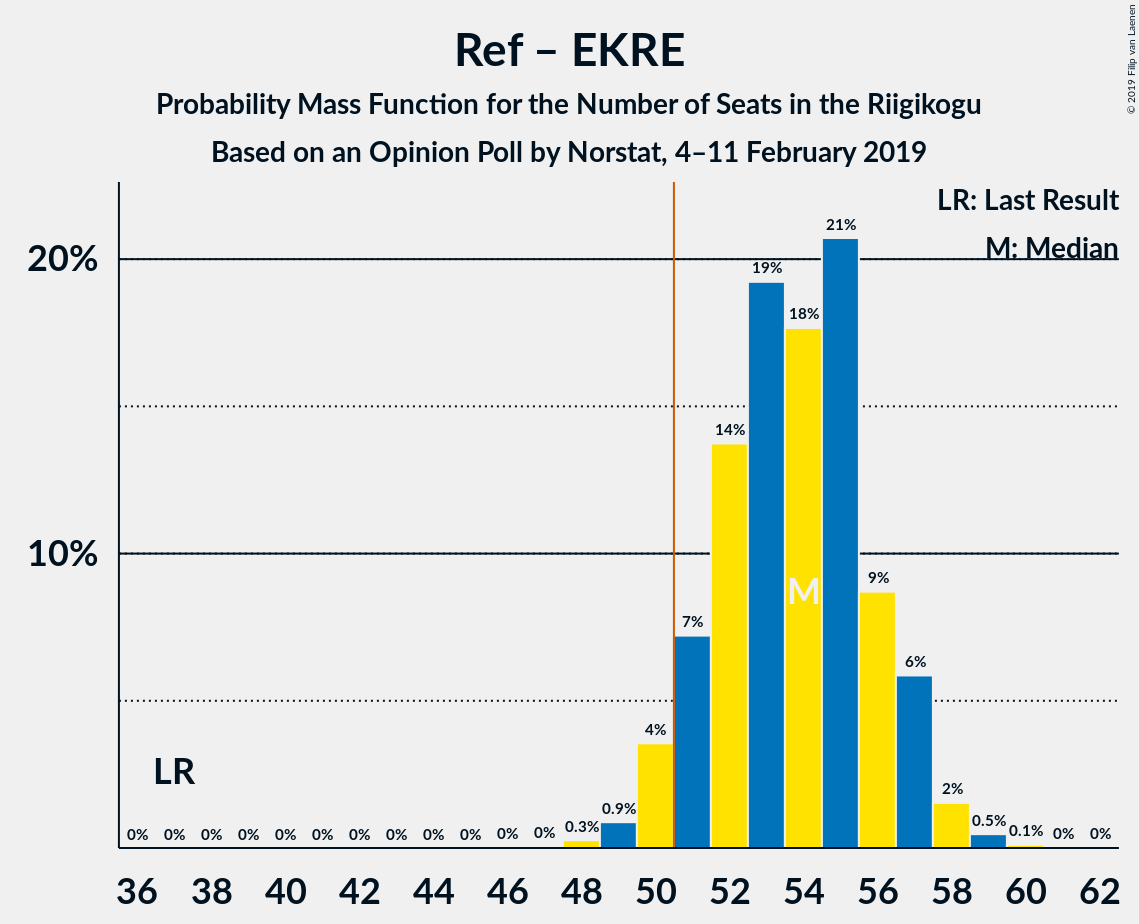 Ref – EKRE
Probability Mass Function for the Number of Seats in the Riigikogu
Based on an Opinion Poll by Norstat, 4–11 February 2019
© 2019 Filip van Laenen
LR: Last Result
M: Median
20%
10%
21%
19%
18%
14%
9%
7%
6%
4%
2%
0.9%
0.5%
0.3%
0.1%
M
LR
0% 0% 0% 0% 0% 0% 0% 0% 0% 0% 0% 0% 0% 0%
36 38 40 42 44 46 48 50 52 54 56 58 60 62